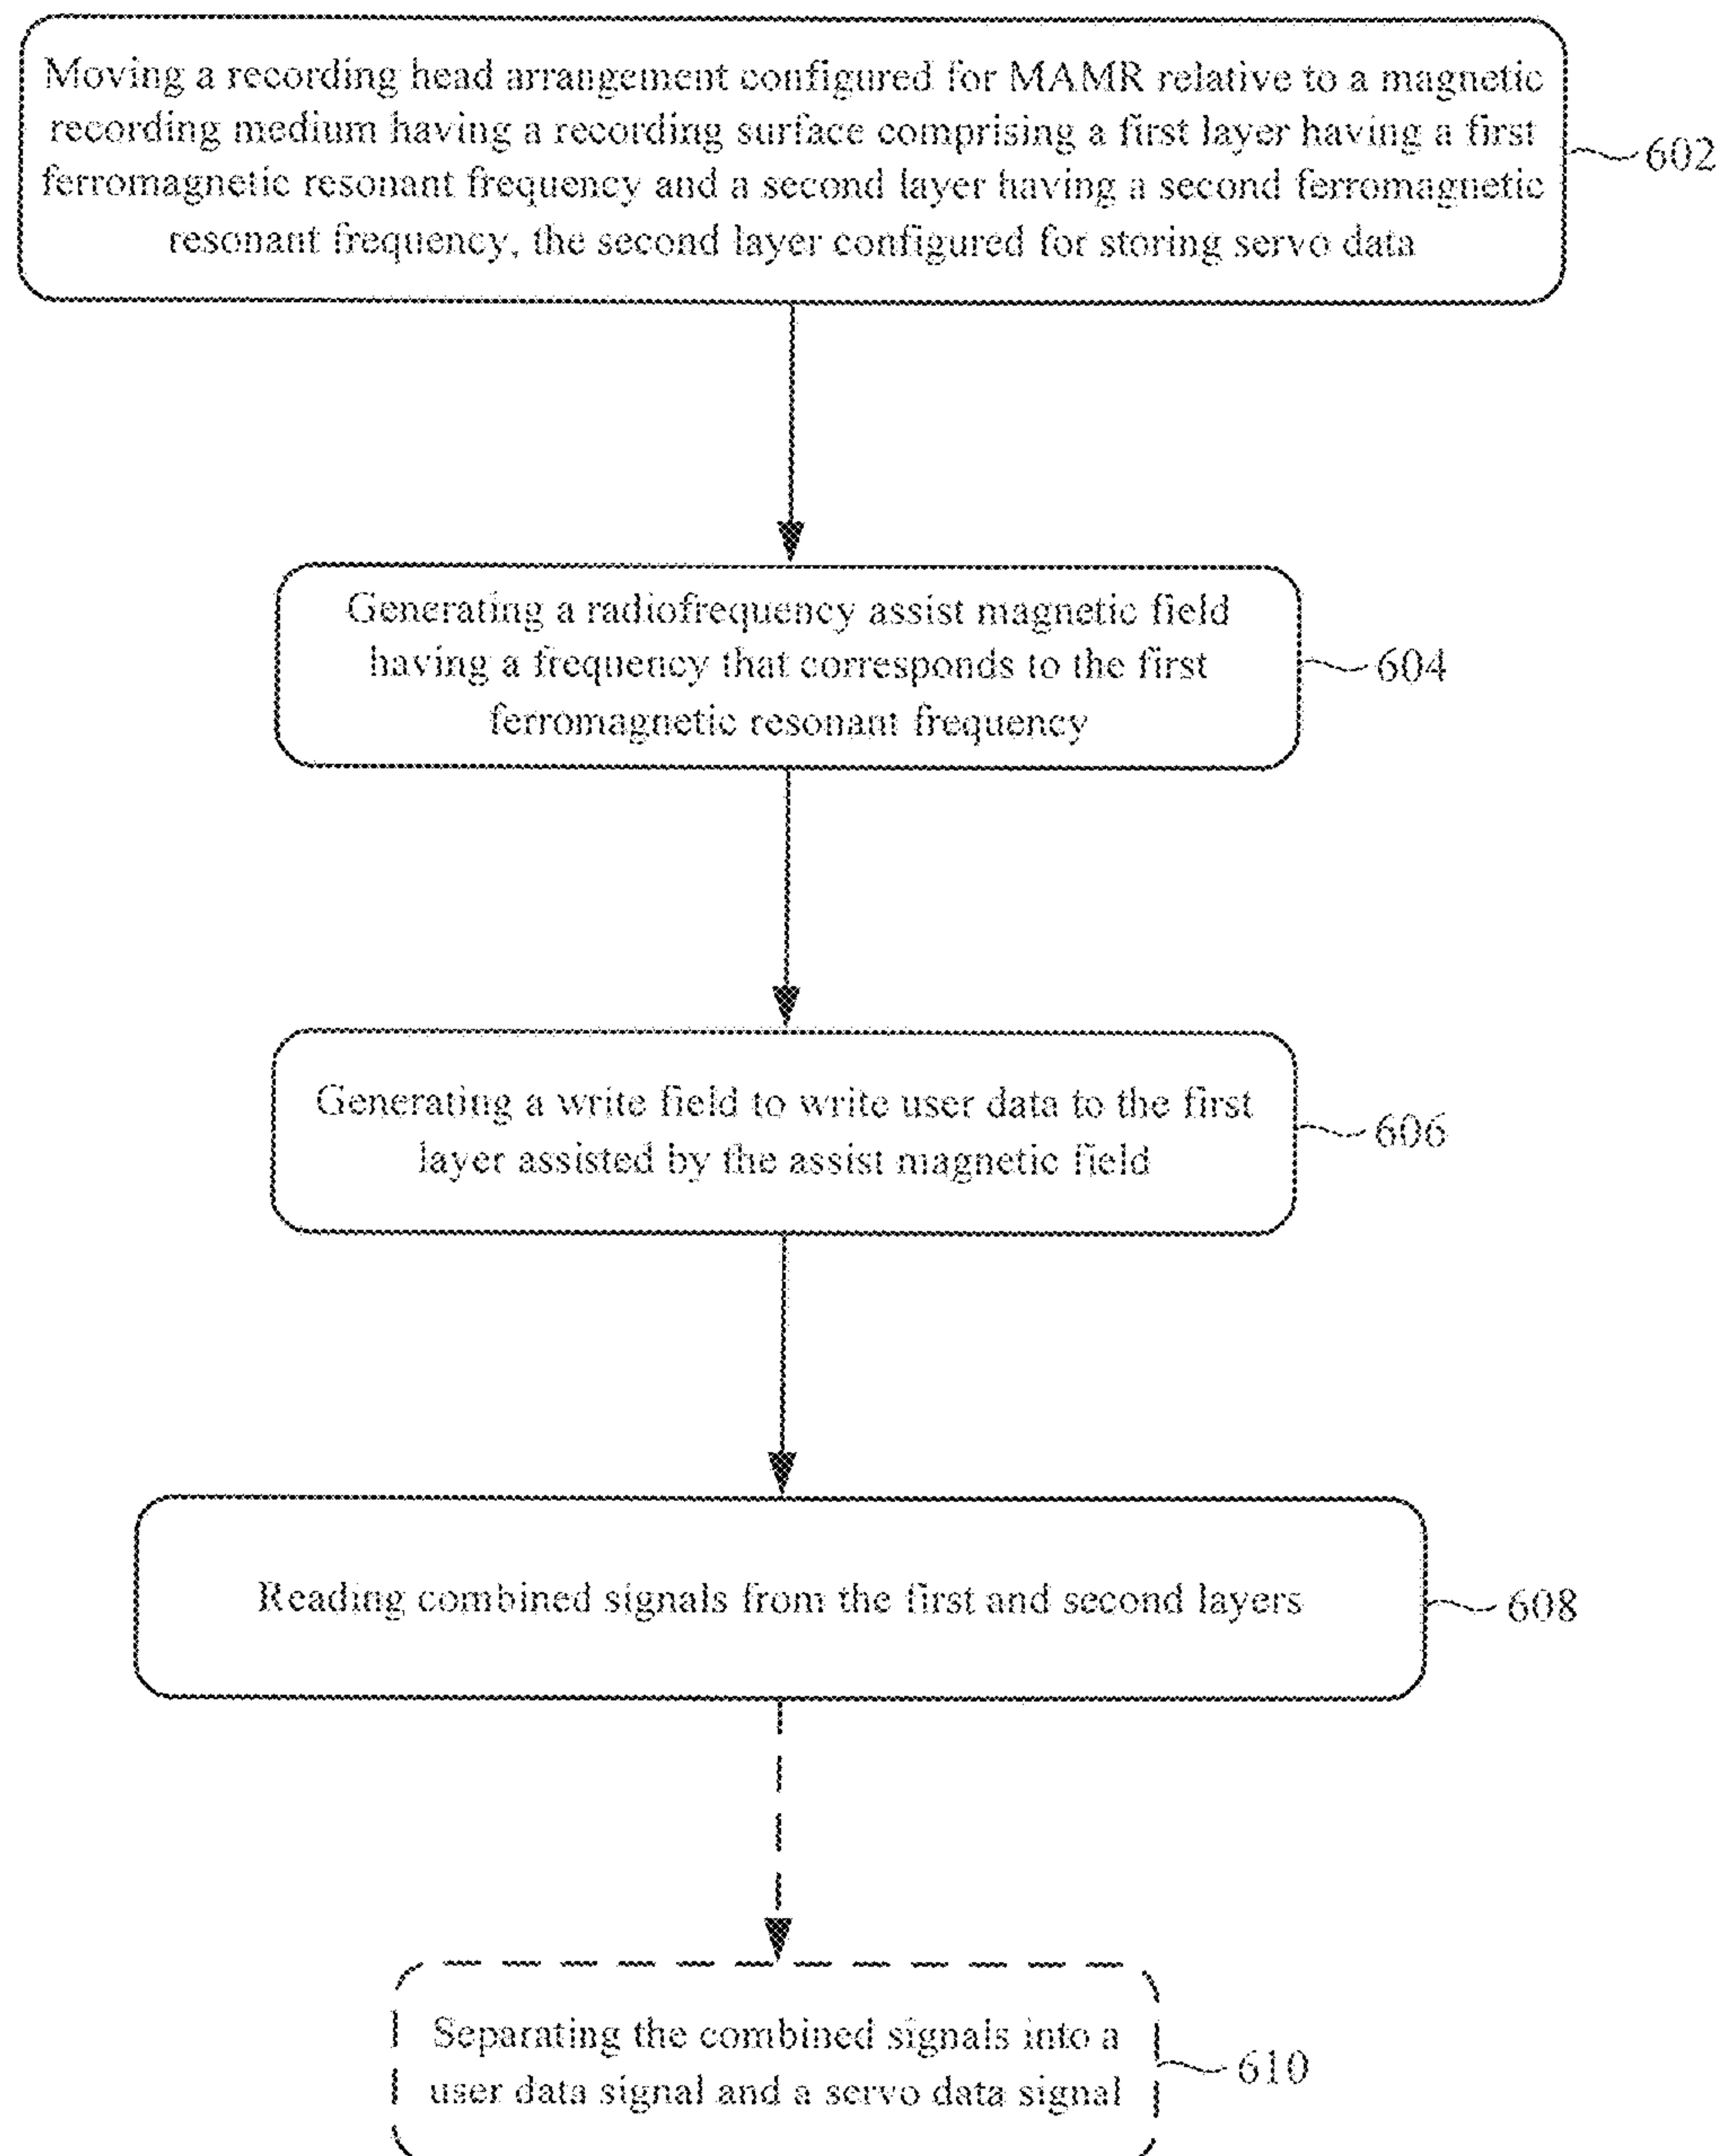 Moving a recording head arrangement configured for MAMR relative to a magnetic
recording medium having a recording surface comprising a first layer having a first
ferromagnetic resonant frequency and a second layer having a second ferromagnetic
resonant frequency, the second layer configured for storing servo data
602
Generating a radiofrequency assist magnetic field
having a frequency that corresponds to the first
ferromagnetic resonant frequency
604
Generating a write field to write user data to the first
layer assisted by the assist magnetic field
606
Reading combined signals from the first and second layers
608
Separating the combined signals into a
user data signal and a servo data signal
610